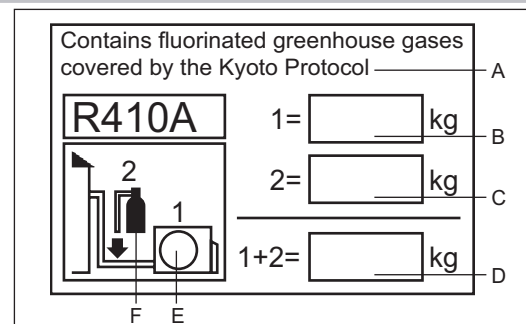 Contains fluorinated greenhouse gases
covered by the Kyoto Protocol
A
R410A
1=
kg
B
2
1
2=
kg
C
1+2=
kg
D
F
E